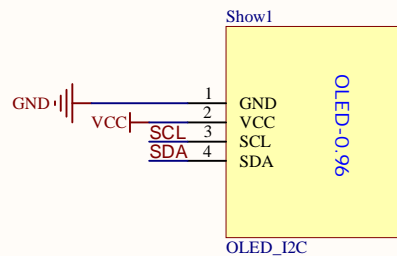 Show1
GND 1 GND
VCC 2 VCC
SCL 3 SCL
SDA 4 SDA
OLED-0.96
OLED_I2C